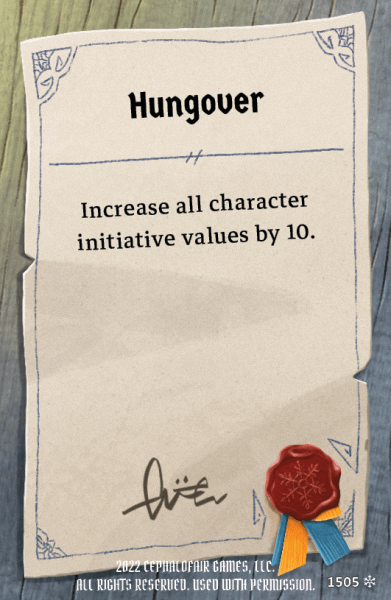 Hungover
Increase all character
initiative values by 10.
2022 CEPHALOFAIR GAMES, LLC.
ALL RIGHTS RESERVED. USED WITH PERMISSION.
1505